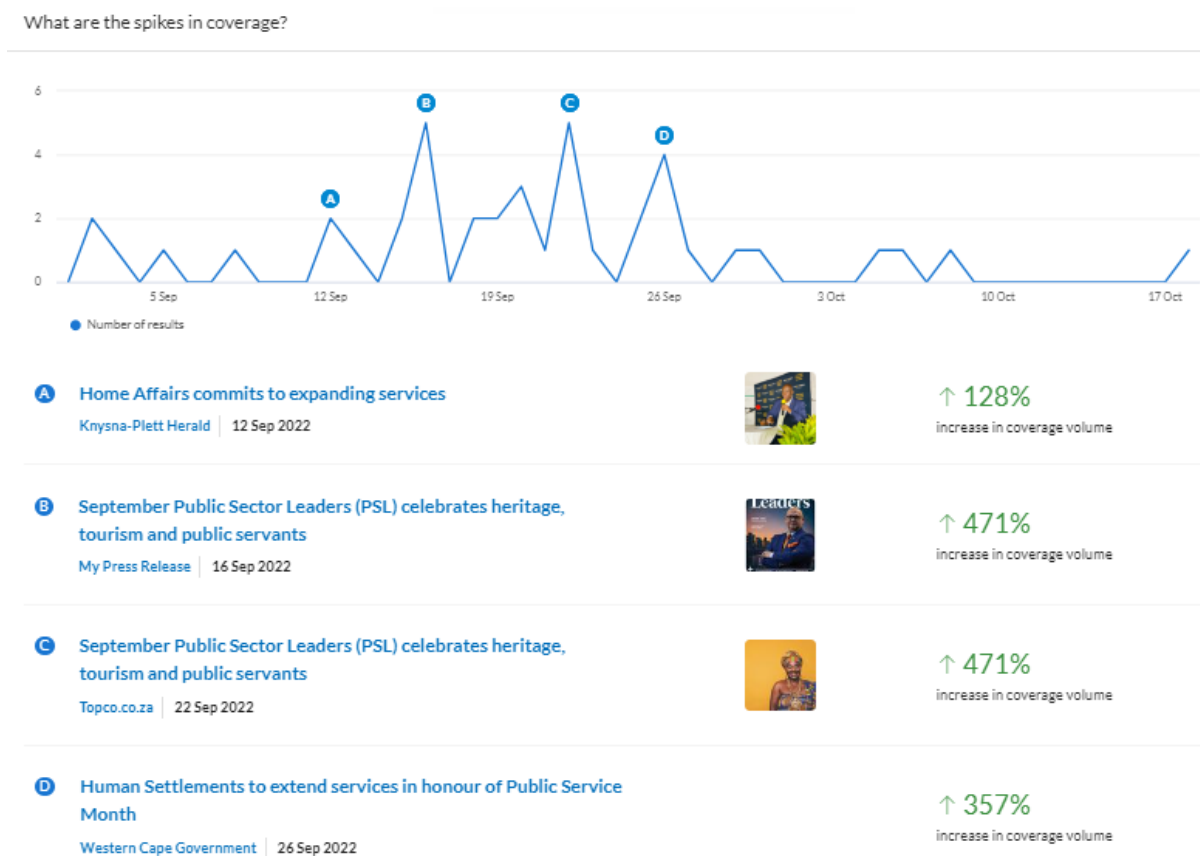 What are the spikes in coverage?
6
B
C
D
4
A
2
0
5 Sep
12 Sep
19 Sep
26 Sep
3 Oct
10 Oct
17 Oct
Number of results
A
Home Affairs commits to expanding services
Knysna-Plett Herald
12 Sep 2022
↑ 128%
increase in coverage volume
B
September Public Sector Leaders (PSL) celebrates heritage,
tourism and public servants
My Press Release
16 Sep 2022
Leaders
↑ 471%
increase in coverage volume
C
September Public Sector Leaders (PSL) celebrates heritage,
tourism and public servants
Topco.co.za
22 Sep 2022
↑ 471%
increase in coverage volume
D
Human Settlements to extend services in honour of Public Service
Month
Western Cape Government
26 Sep 2022
↑ 357%
increase in coverage volume